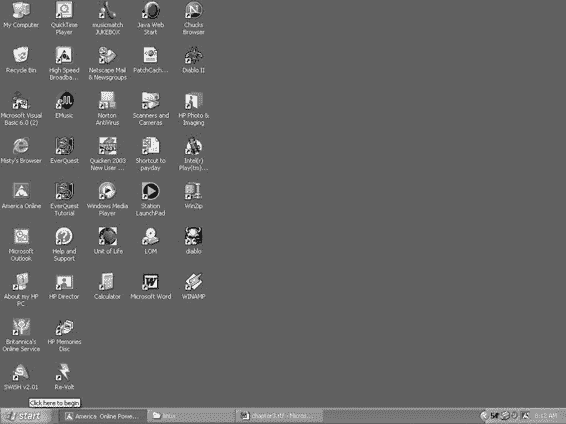 My Computer
QuickTime
Player
musicmatch
JUKEBOX
Java Web
Start
Chucks
Browser
Recycle Bin
High Speed
Broadba...
Netscape Mail
& Newsgroups
PatchCach...
Diablo II
Microsoft Visual
Basic 6.0 (2)
EMusic
Norton
AntiVirus
Scanners and
Cameras
HP Photo &
Imaging
Misty's Browser
EverQuest
Quicken 2003
New User ...
Shortcut to
payday
Intel(r)
Play(tm)...
America Online
EverQuest
Tutorial
Windows Media
Player
Station
LaunchPad
WinZip
Microsoft
Outlook
Help and
Support
Unit of Life
LOM
diablo
About my HP
PC
HP Director
Calculator
Microsoft Word
WINAMP
Britannica's
Online Service
HP Memories
Disc
SWiSH v2.01
Re-Volt
Click here to begin
start
America Online Powe...
linux
chapter3.rtf - Micros...
AM